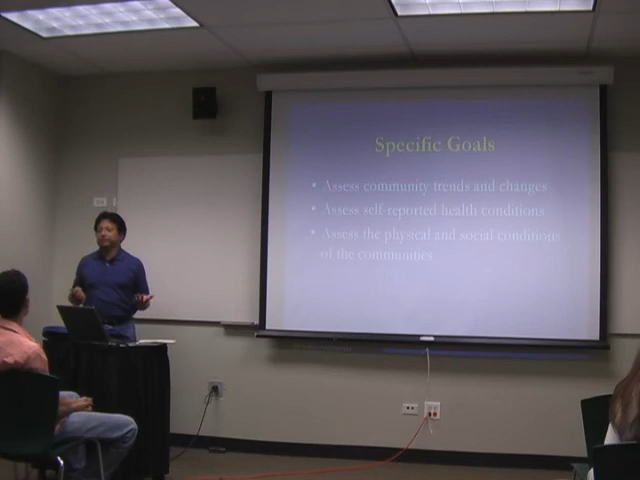 Specific Goals
• Assess community trends and changes
• Assess self-reported health conditions
• Assess the physical and social conditions
of the communities